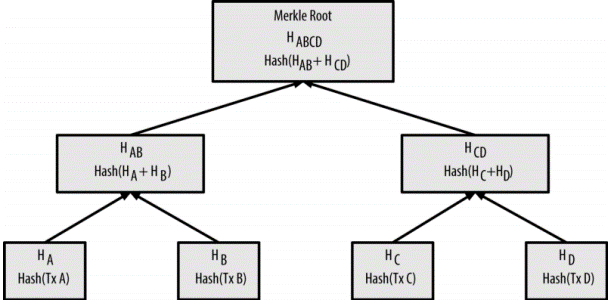 Merkle Root
H ABCD
Hash(H AB + H CD)
H AB
Hash(H A + H B)
H CD
Hash(H C+H D)
H A
Hash(Tx A)
H B
Hash(Tx B)
H C
Hash(Tx C)
H D
Hash(Tx D)